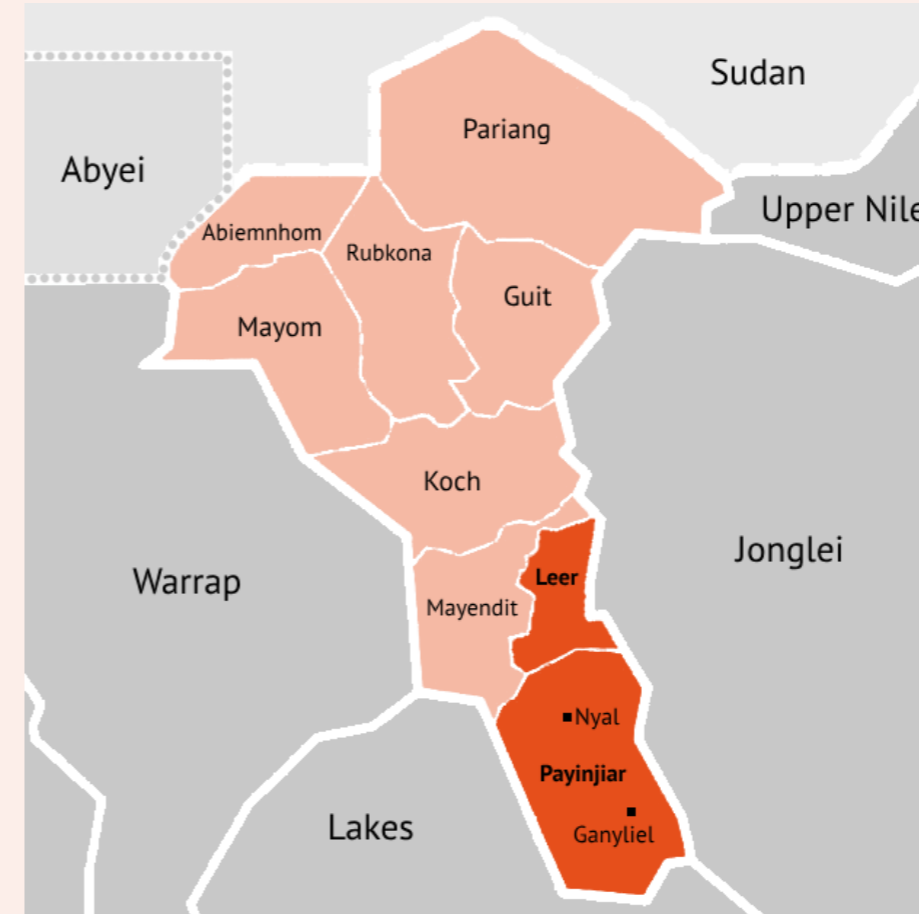 Sudan
Pariang
Abyei
Upper Nile
Abiemnhom
Rubkona
Guit
Mayom
Koch
Jonglei
Leer
Warrap
Mayendit
Nyal
Payinjiar
Lakes
Ganyliel